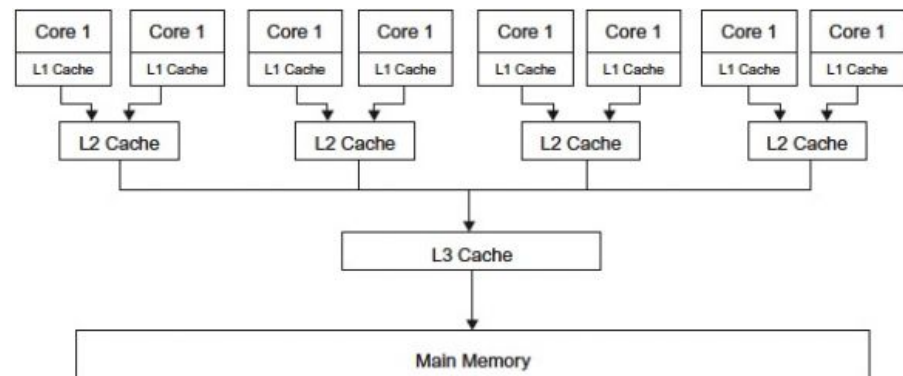 Core 1 Core 1 Core 1 Core 1 Core 1 Core 1 Core 1 Core 1
L1 Cache L1 Cache L1 Cache L1 Cache L1 Cache L1 Cache L1 Cache L1 Cache
L2 Cache L2 Cache L2 Cache L2 Cache
L3 Cache
Main Memory